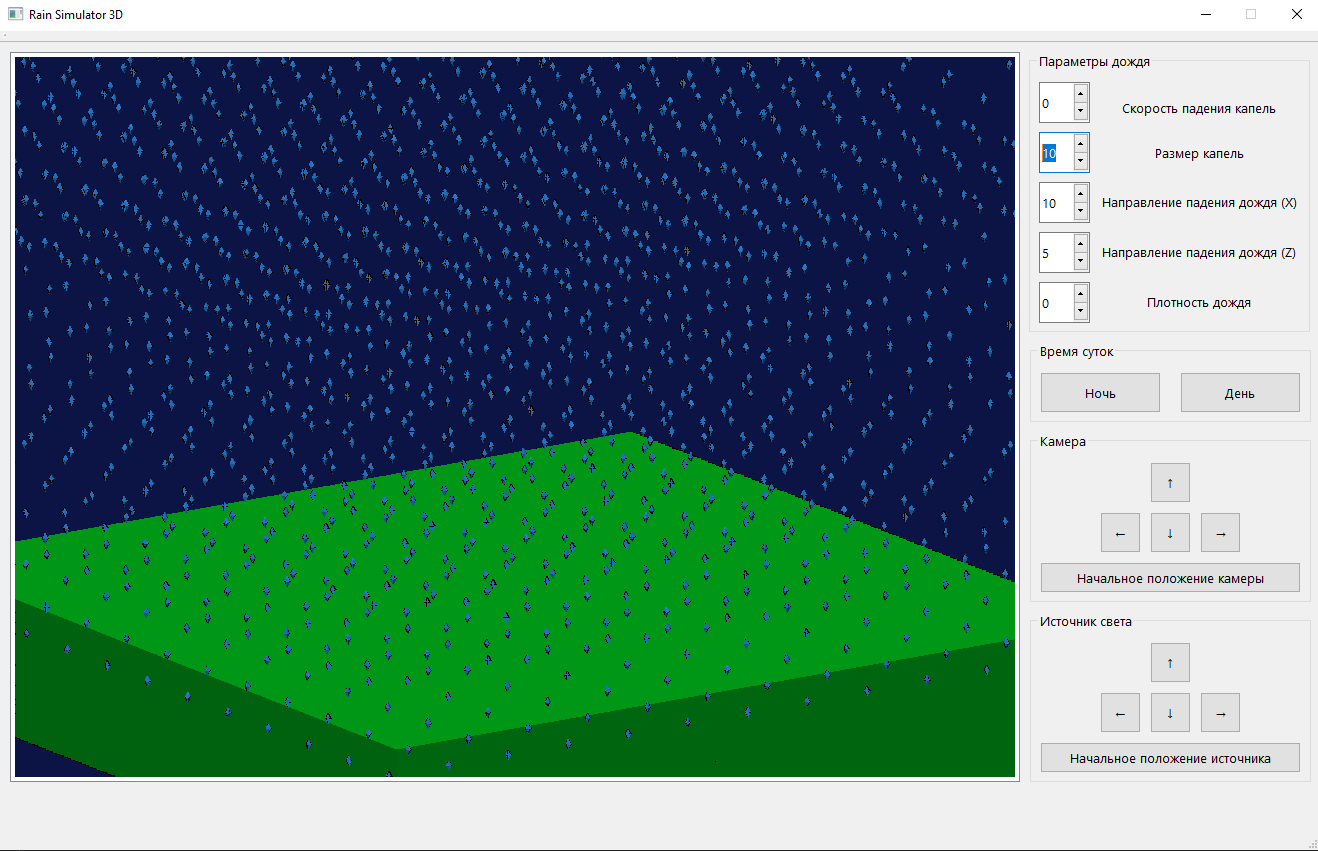 Rain Simulator 3D
Параметры дождя
0
Скорость падения капель
10
Размер капель
10
Направление падения дождя (X)
5
Направление падения дождя (Z)
0
Плотность дождя
Время суток
Ночь
День
Камера
↑
← ↓ →
Начальное положение камеры
Источник света
↑
← ↓ →
Начальное положение источника